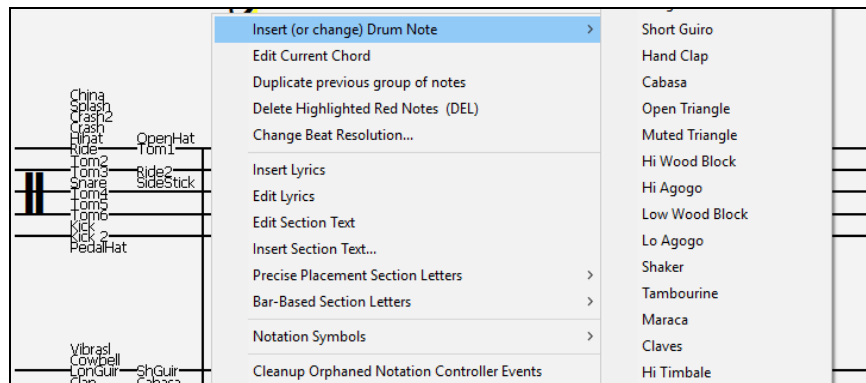 China
Splash
Crash2
Crash
Hihat OpenHat
Ride Tom1
Tom2
Tom3 Ride2
Snare SideStick
Tom4
Tom5
Tom6
Kick
Kick 2
PedalHat
Vibrasl
Cowbell
LonGuir ShGuir
Clap Cabasa
Insert (or change) Drum Note >
Edit Current Chord
Duplicate previous group of notes
Delete Highlighted Red Notes (DEL)
Change Beat Resolution...
Insert Lyrics
Edit Lyrics
Edit Section Text
Insert Section Text...
Precise Placement Section Letters >
Bar-Based Section Letters >
Notation Symbols >
Cleanup Orphaned Notation Controller Events
Short Guiro
Hand Clap
Cabasa
Open Triangle
Muted Triangle
Hi Wood Block
Hi Agogo
Low Wood Block
Lo Agogo
Shaker
Tambourine
Maraca
Claves
Hi Timbale